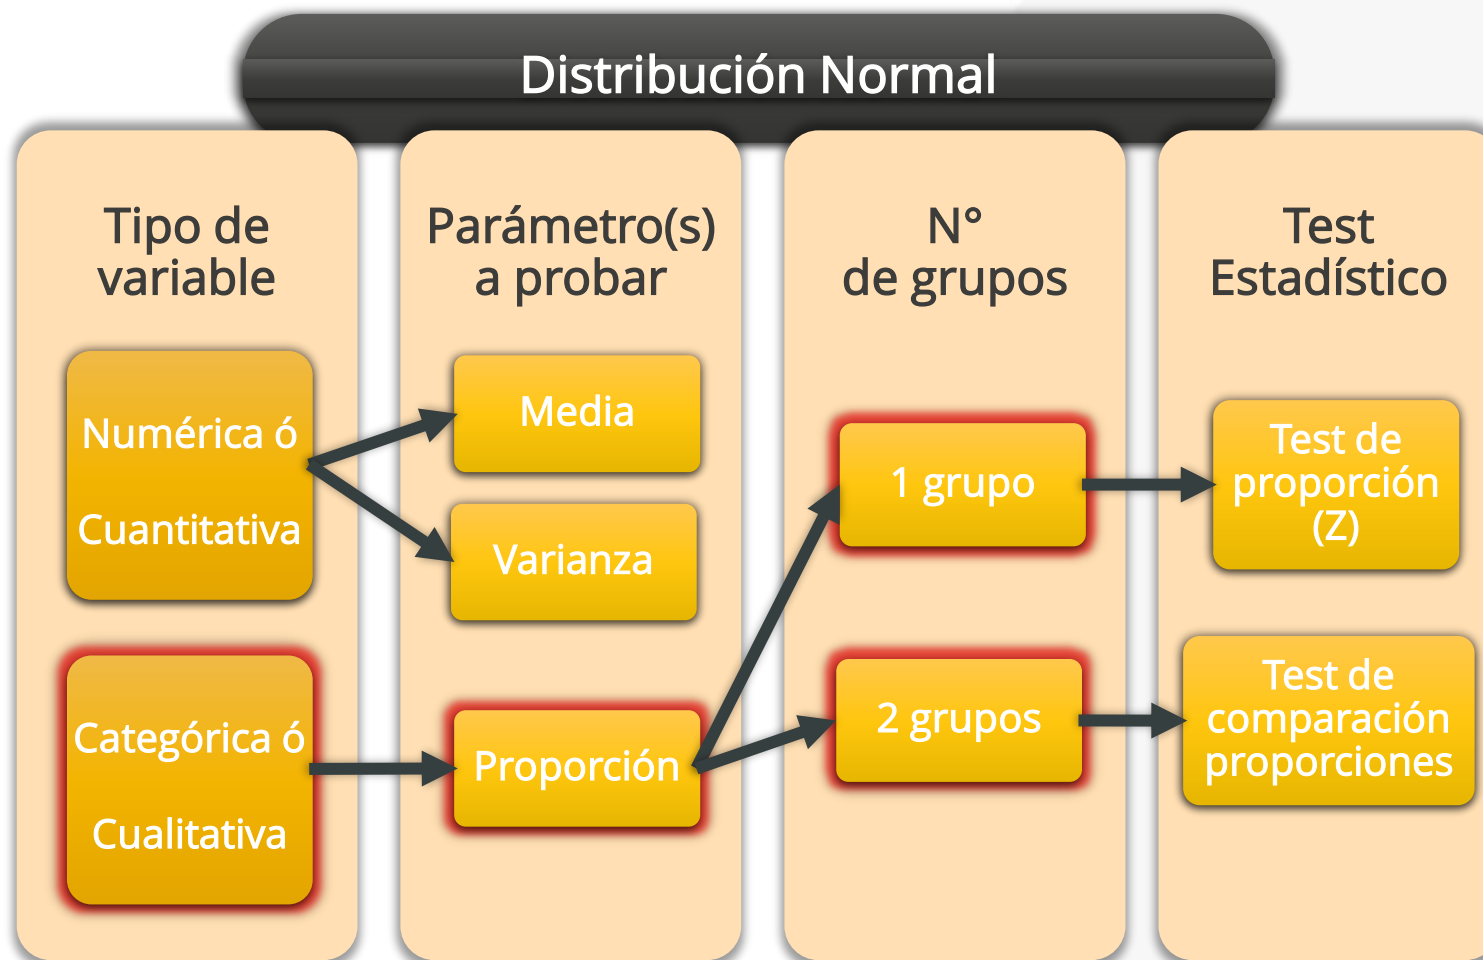 Distribución Normal
Tipo de
variable
Parámetro(s)
a probar
N°
de grupos
Test
Estadístico
Numérica ó
Cuantitativa
Media
Varianza
1 grupo
Test de
proporción
(Z)
Categórica ó
Cualitativa
Proporción
2 grupos
Test de
comparación
proporciones